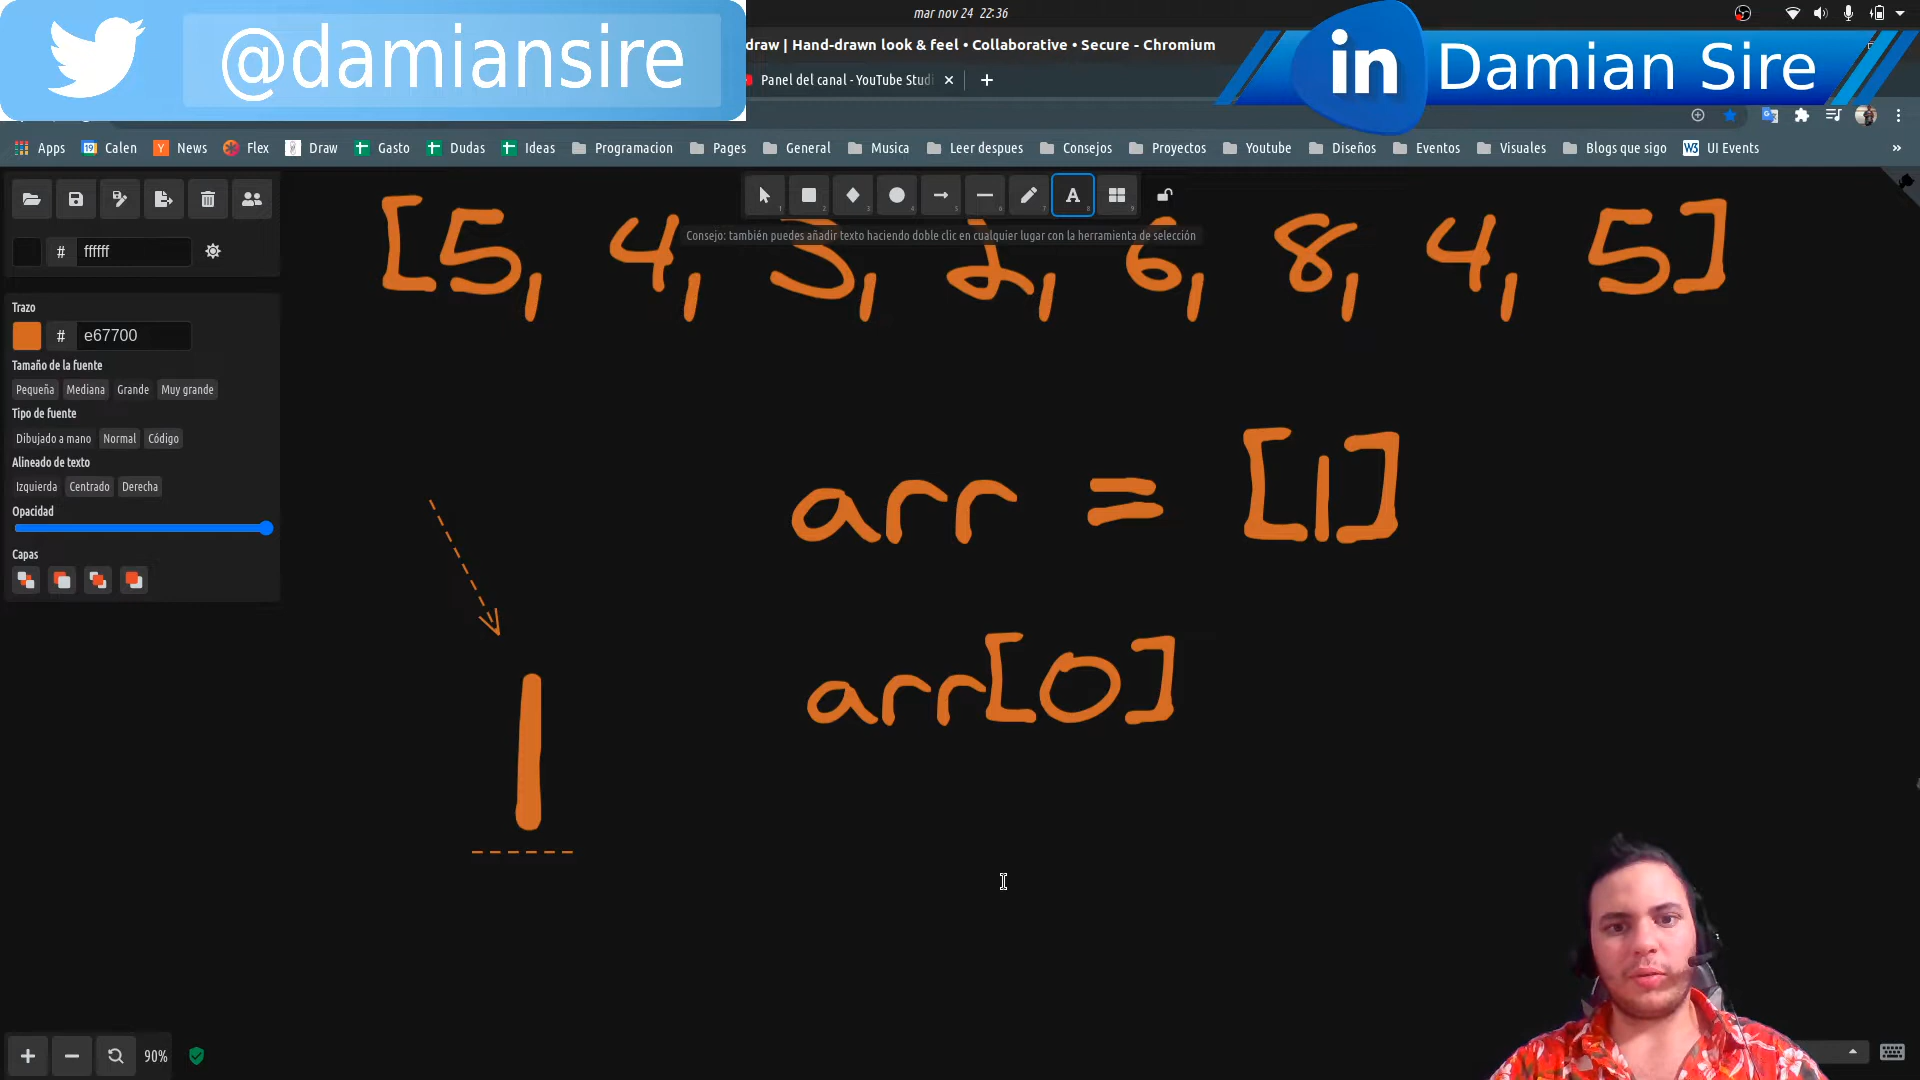 mar nov 24 22:36
@damiansire
draw | Hand-drawn look & feel • Collaborative • Secure - Chromium
in Damian Sire
Panel del canal - YouTube Studi
Apps Calen News Flex Draw Gasto Dudas Ideas Programacion Pages General Musica Leer despues Consejos Proyectos Youtube Diseños Eventos Visuales Blogs que sigo UI Events »
Consejo: también puedes añadir texto haciendo doble clic en cualquier lugar con la herramienta de selección
[5, 4, 3, 2, 6, 8, 4, 5]
# ffffff
Trazo
# e67700
Tamaño de la fuente
Pequeña Mediana Grande Muy grande
Tipo de fuente
Dibujado a mano Normal Código
Alineado de texto
Izquierda Centrado Derecha
Opacidad
Capas
arr = [1]
arr[0]
1
90%